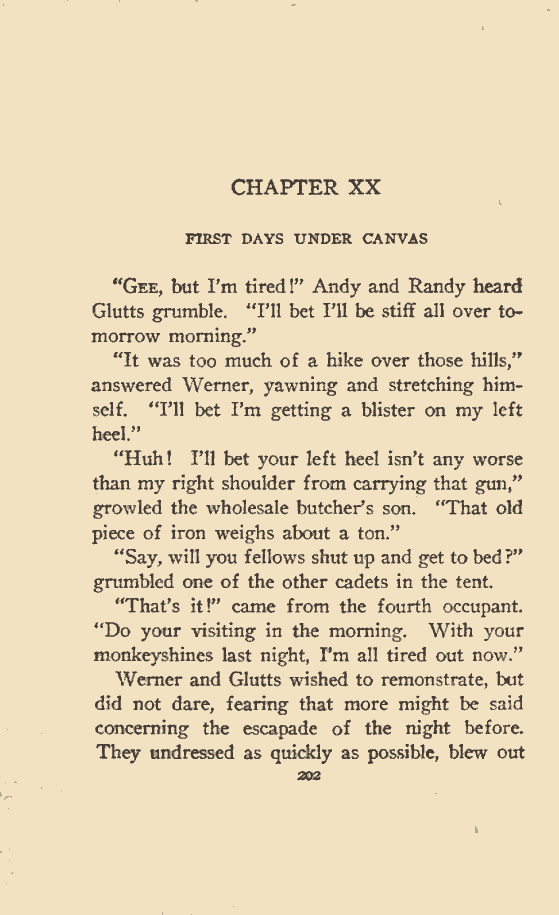 CHAPTER XX
FIRST DAYS UNDER CANVAS
“GEE, but I’m tired!” Andy and Randy heard
Glutts grumble. “I’ll bet I’ll be stiff all over to-
morrow morning.”
“It was too much of a hike over those hills,”
answered Werner, yawning and stretching him-
self. “I’ll bet I’m getting a blister on my left
heel.”
“Huh! I’ll bet your left heel isn’t any worse
than my right shoulder from carrying that gun,”
growled the wholesale butcher’s son. “That old
piece of iron weighs about a ton.”
“Say, will you fellows shut up and get to bed?”
grumbled one of the other cadets in the tent.
“That’s it!” came from the fourth occupant.
“Do your visiting in the morning. With your
monkeyshines last night, I’m all tired out now.”
Werner and Glutts wished to remonstrate, but
did not dare, fearing that more might be said
concerning the escapade of the night before.
They undressed as quickly as possible, blew out
202